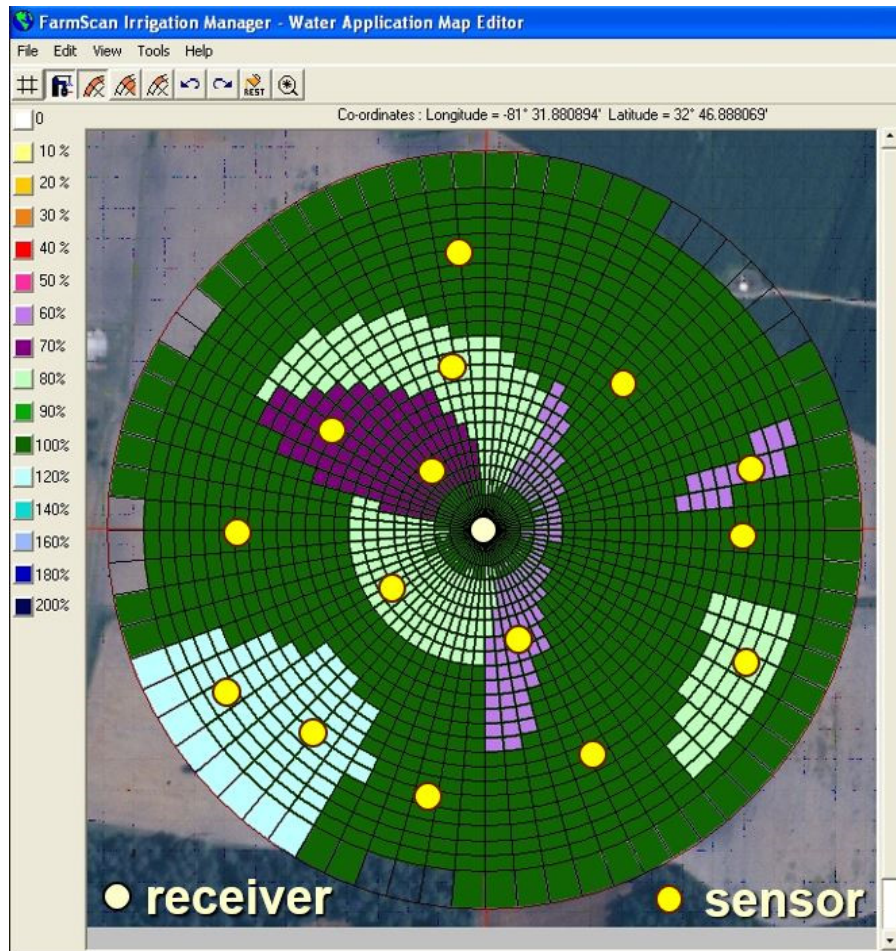 FarmScan Irrigation Manager - Water Application Map Editor
File Edit View Tools Help
REST
Co-ordinates : Longitude = -81° 31.880894' Latitude = 32° 46.888069'
0
10 %
20 %
30 %
40 %
50 %
60%
70%
80%
90%
100%
120%
140%
160%
180%
200%
receiver
sensor